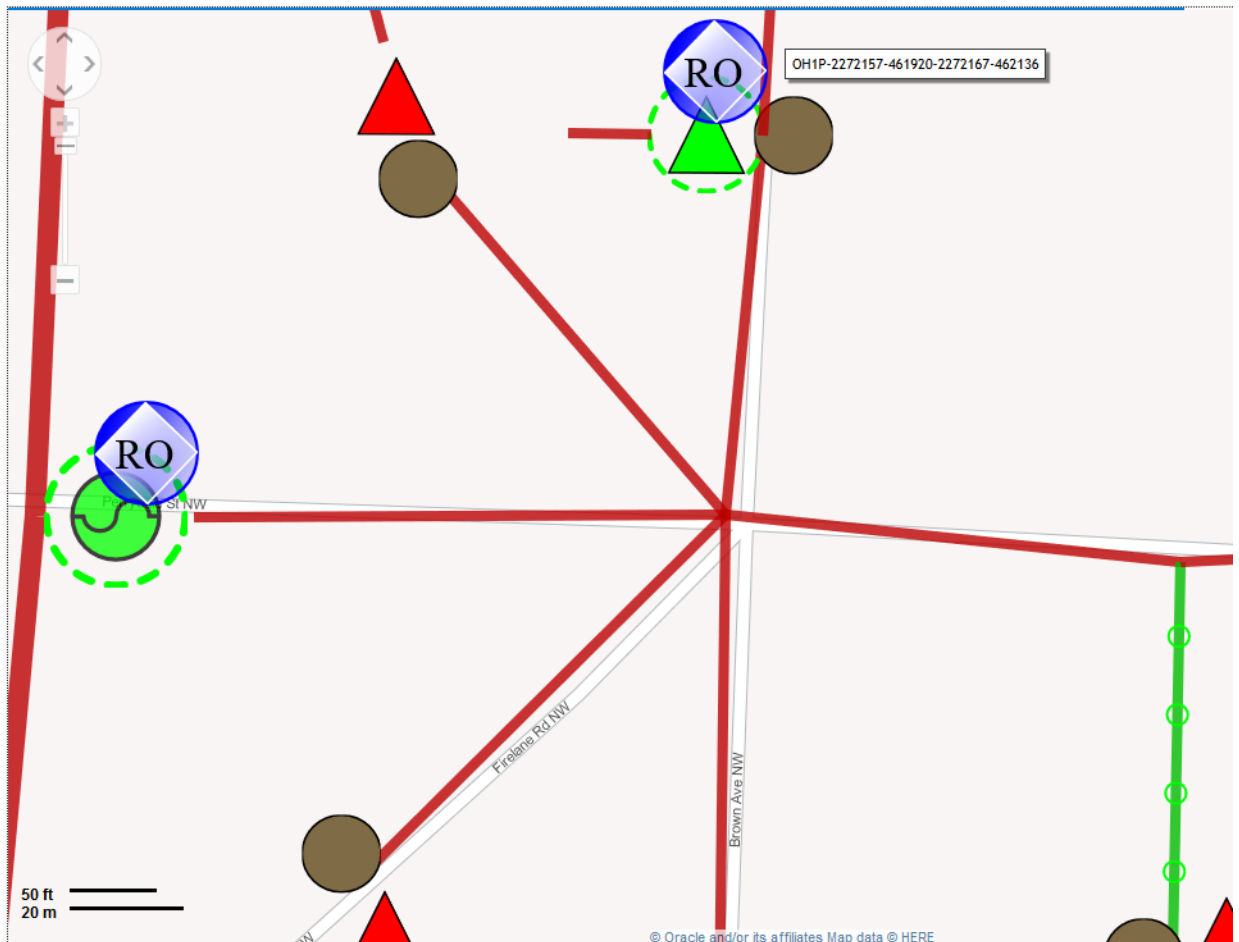 RO
OH1P-2272157-461920-2272167-462136
RO
St NW
Firelane Rd NW
Brown Ave NW
50 ft
20 m
W
© Oracle and/or its affiliates Map data © HERE